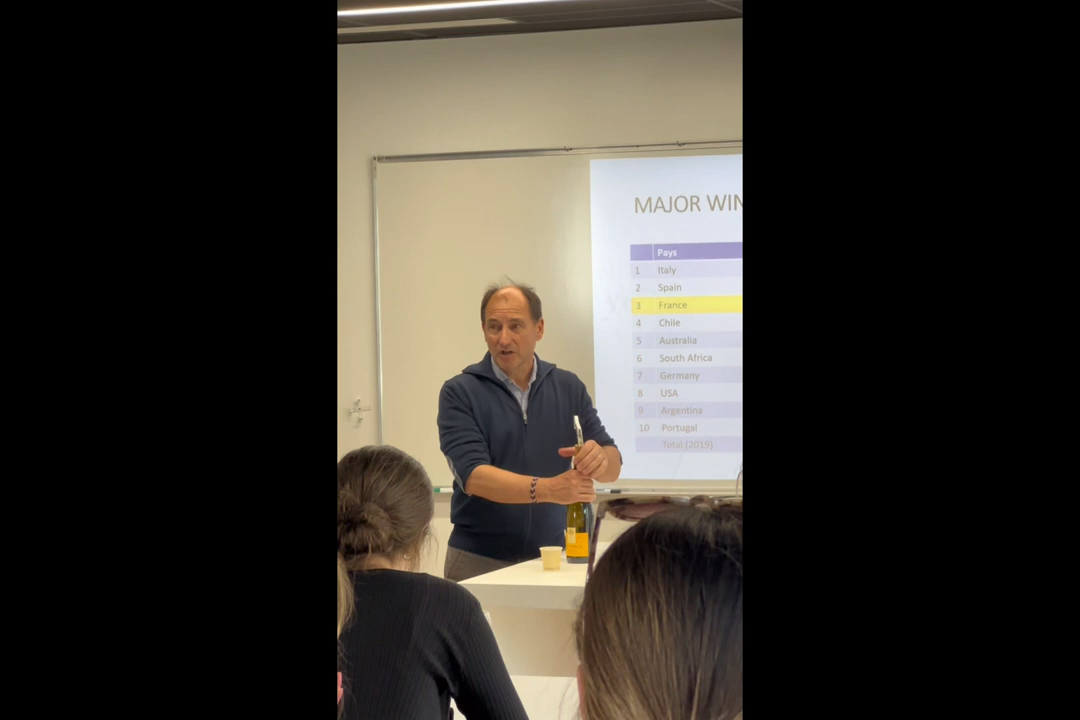 MAJOR WIN
Pays
1 Italy
2 Spain
3 France
4 Chile
5 Australia
6 South Africa
7 Germany
8 USA
9 Argentina
10 Portugal
Total (2019)